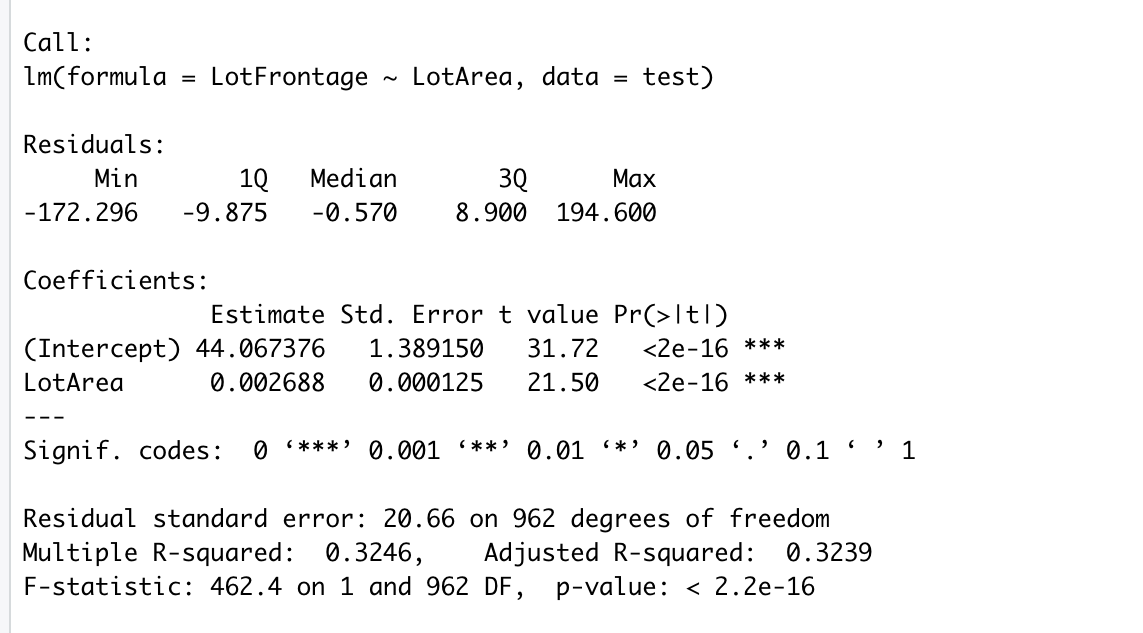 Call:
lm(formula = LotFrontage ~ LotArea, data = test)
Residuals:
     Min       1Q   Median       3Q      Max
-172.296   -9.875   -0.570    8.900  194.600
Coefficients:
             Estimate Std. Error t value Pr(>|t|)
(Intercept) 44.067376   1.389150   31.72   <2e-16 ***
LotArea      0.002688   0.000125   21.50   <2e-16 ***
---
Signif. codes:  0 ‘***’ 0.001 ‘**’ 0.01 ‘*’ 0.05 ‘.’ 0.1 ‘ ’ 1
Residual standard error: 20.66 on 962 degrees of freedom
Multiple R-squared:  0.3246,    Adjusted R-squared:  0.3239
F-statistic: 462.4 on 1 and 962 DF,  p-value: < 2.2e-16